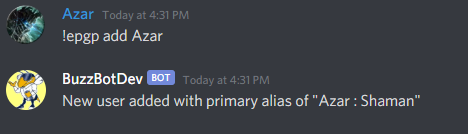 Azar Today at 4:31 PM
!epgp add Azar
BuzzBotDev BOT Today at 4:31 PM
New user added with primary alias of "Azar : Shaman"